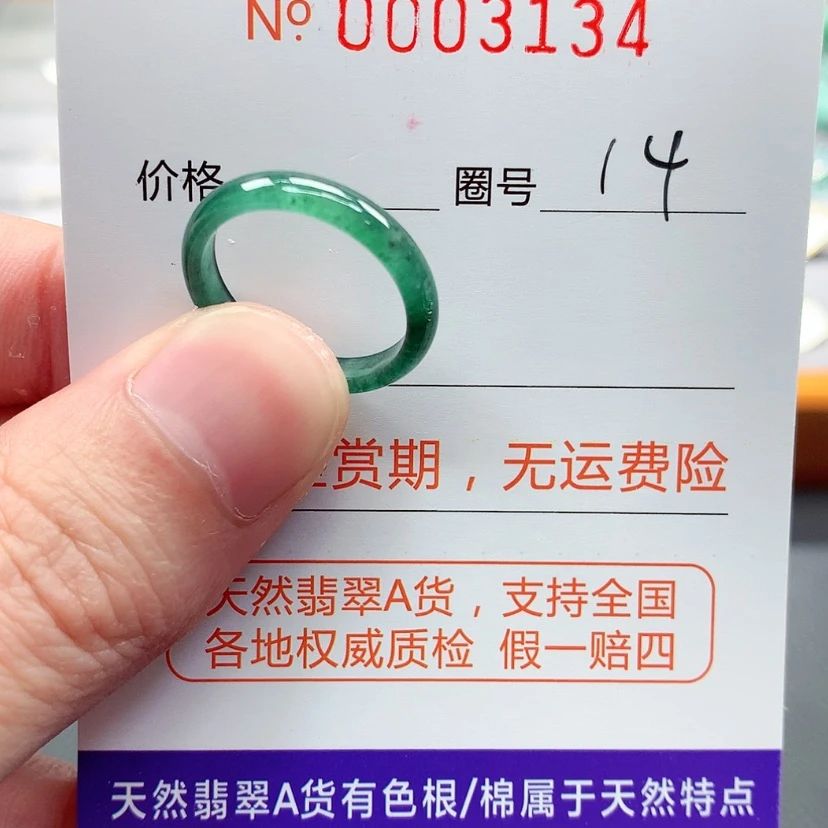 No. 0003134
价格 圈号 14
赏期，无运费险
天然翡翠A货，支持全国
各地权威质检 假一赔四
天然翡翠A货有色根/棉属于天然特点